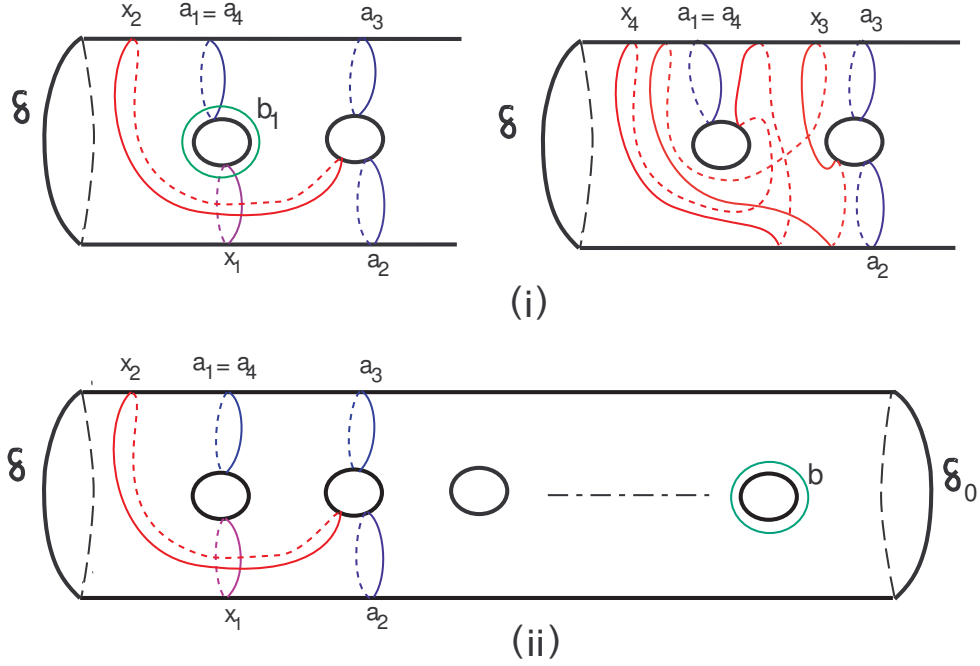 x₂ a₁ = a₄ a₃
x₄ a₁ = a₄ x₃ a₃
δ b₁ δ
x₁ a₂ a₂
(i)
x₂ a₁ = a₄ a₃
δ b δ₀
x₁ a₂
(ii)